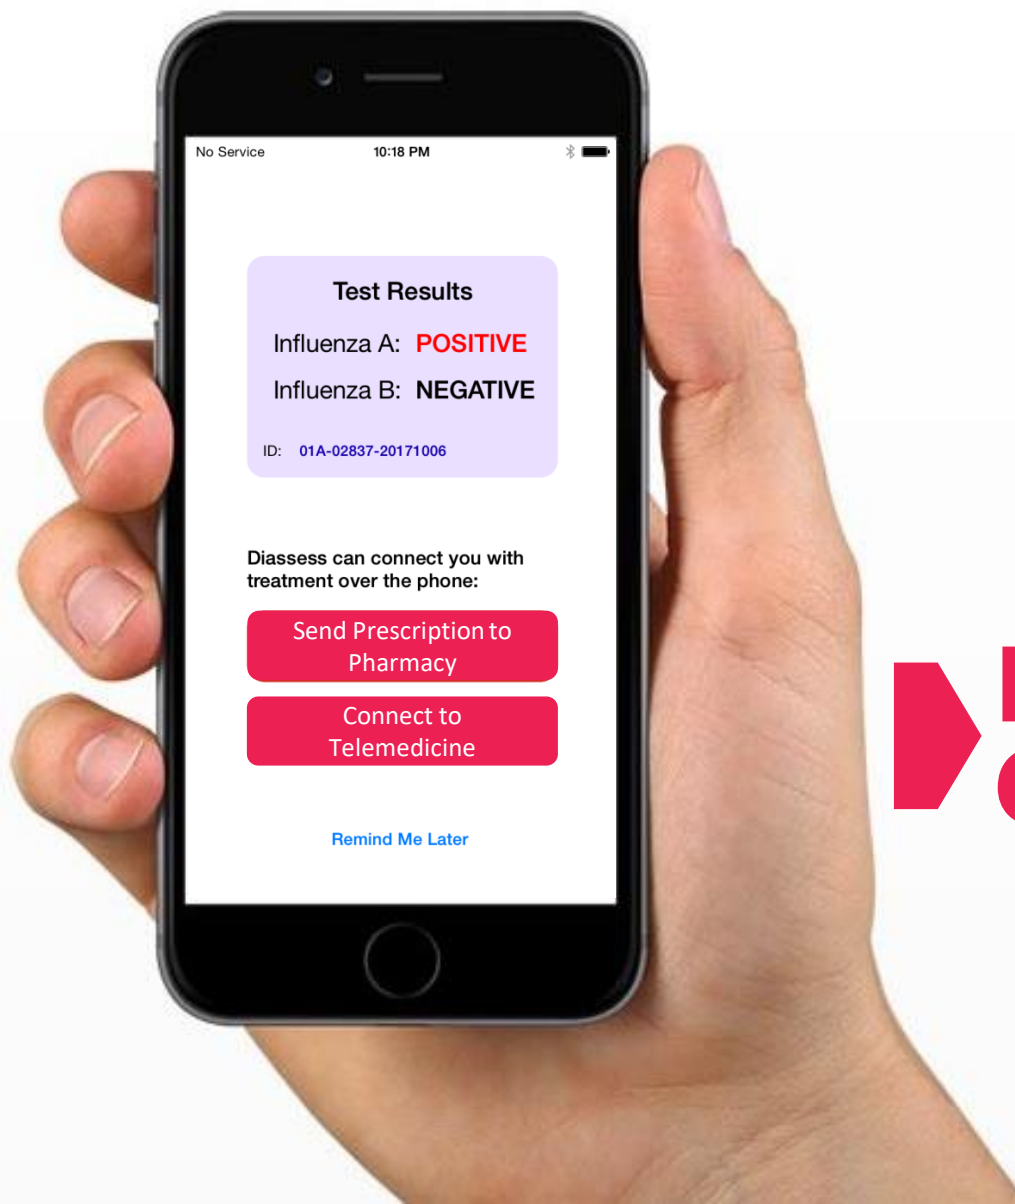 No Service 10:18 PM
Test Results
Influenza A: POSITIVE
Influenza B: NEGATIVE
ID: 01A-02837-20171006
Diassess can connect you with
treatment over the phone:
Send Prescription to
Pharmacy
Connect to
Telemedicine
Remind Me Later